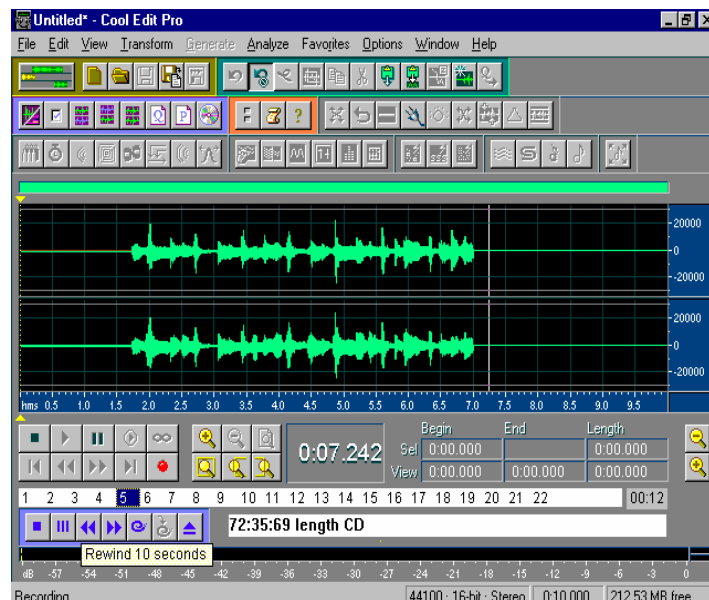 Untitled* - Cool Edit Pro
File Edit View Transform Generate Analyze Favorites Options Window Help
Q P
F ?
20000
0
-20000
20000
0
-20000
hms 0.5 1.0 1.5 2.0 2.5 3.0 3.5 4.0 4.5 5.0 5.5 6.0 6.5 7.0 7.5 8.0 8.5 9.0 9.5
Begin End Length
0:07.242
Sel 0:00.000 0:00.000
View 0:00.000 0:00.000 0:00.000
1 2 3 4 5 6 7 8 9 10 11 12 13 14 15 16 17 18 19 20 21 22 00:12
72:35:69 length CD
Rewind 10 seconds
dB -57 -54 -51 -48 -45 -42 -39 -36 -33 -30 -27 -24 -21 -18 -15 -12 -9 -6 -3 0
Recording 44100 · 16-bit · Stereo 0:10.000 212.53 MB free